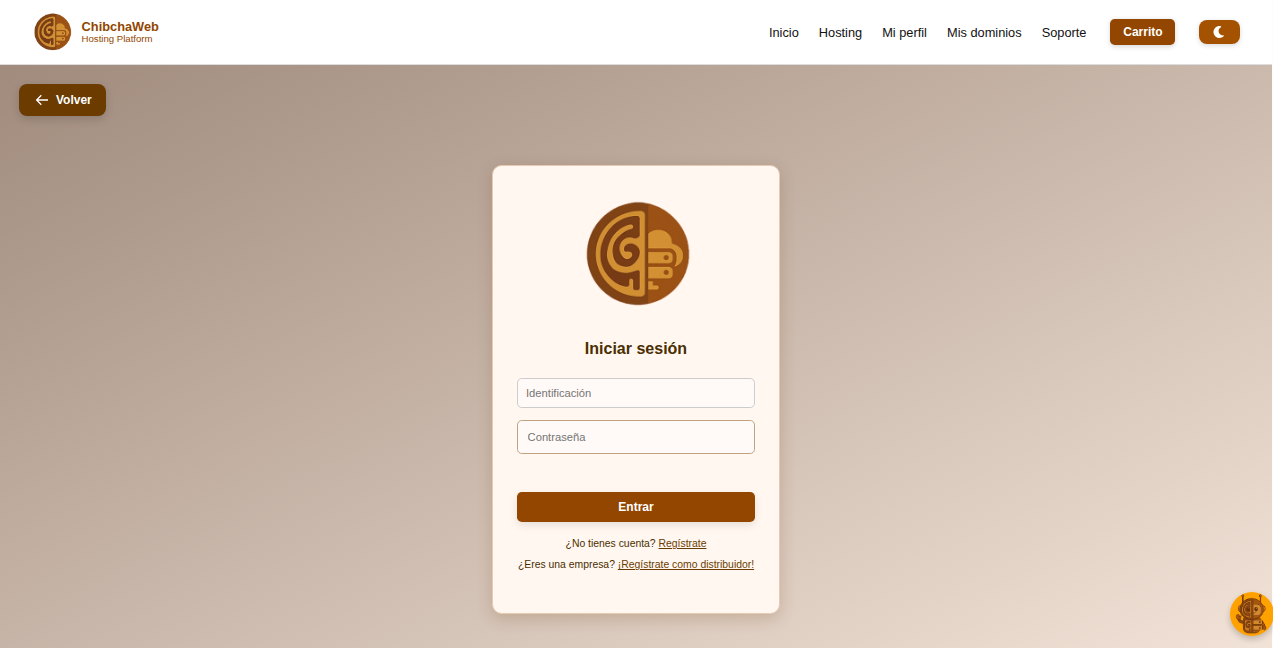 ChibchaWeb
Hosting Platform
Inicio
Hosting
Mi perfil
Mis dominios
Soporte
Carrito
Volver
Iniciar sesión
Identificación
Contraseña
Entrar
¿No tienes cuenta? Regístrate
¿Eres una empresa? ¡Regístrate como distribuidor!